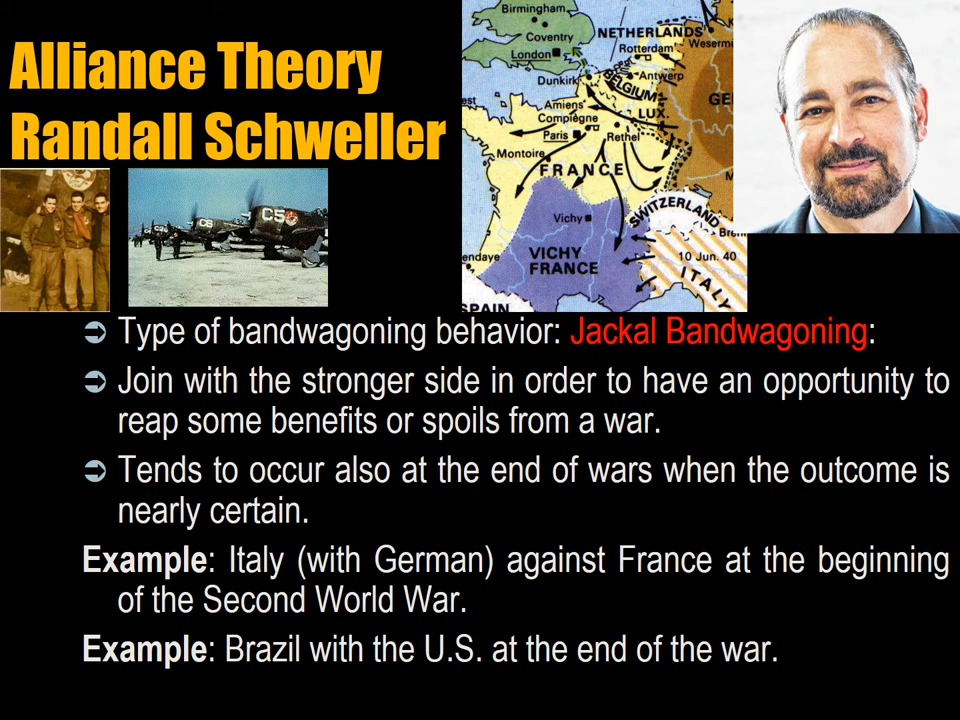 Alliance Theory
Randall Schweller
Birmingham
Coventry
London
NETHERLANDS
Rotterdam
Dunkirk
Antwerp
BELGIUM
Amiens
Compiègne
LUX.
Paris
Rethel
Montoire
FRANCE
SWITZERLAND
Vichy
VICHY
FRANCE
10 Jun. 40
ITALY
C8
C5
Type of bandwagoning behavior: Jackal Bandwagoning:
Join with the stronger side in order to have an opportunity to
reap some benefits or spoils from a war.
Tends to occur also at the end of wars when the outcome is
nearly certain.
Example: Italy (with German) against France at the beginning
of the Second World War.
Example: Brazil with the U.S. at the end of the war.